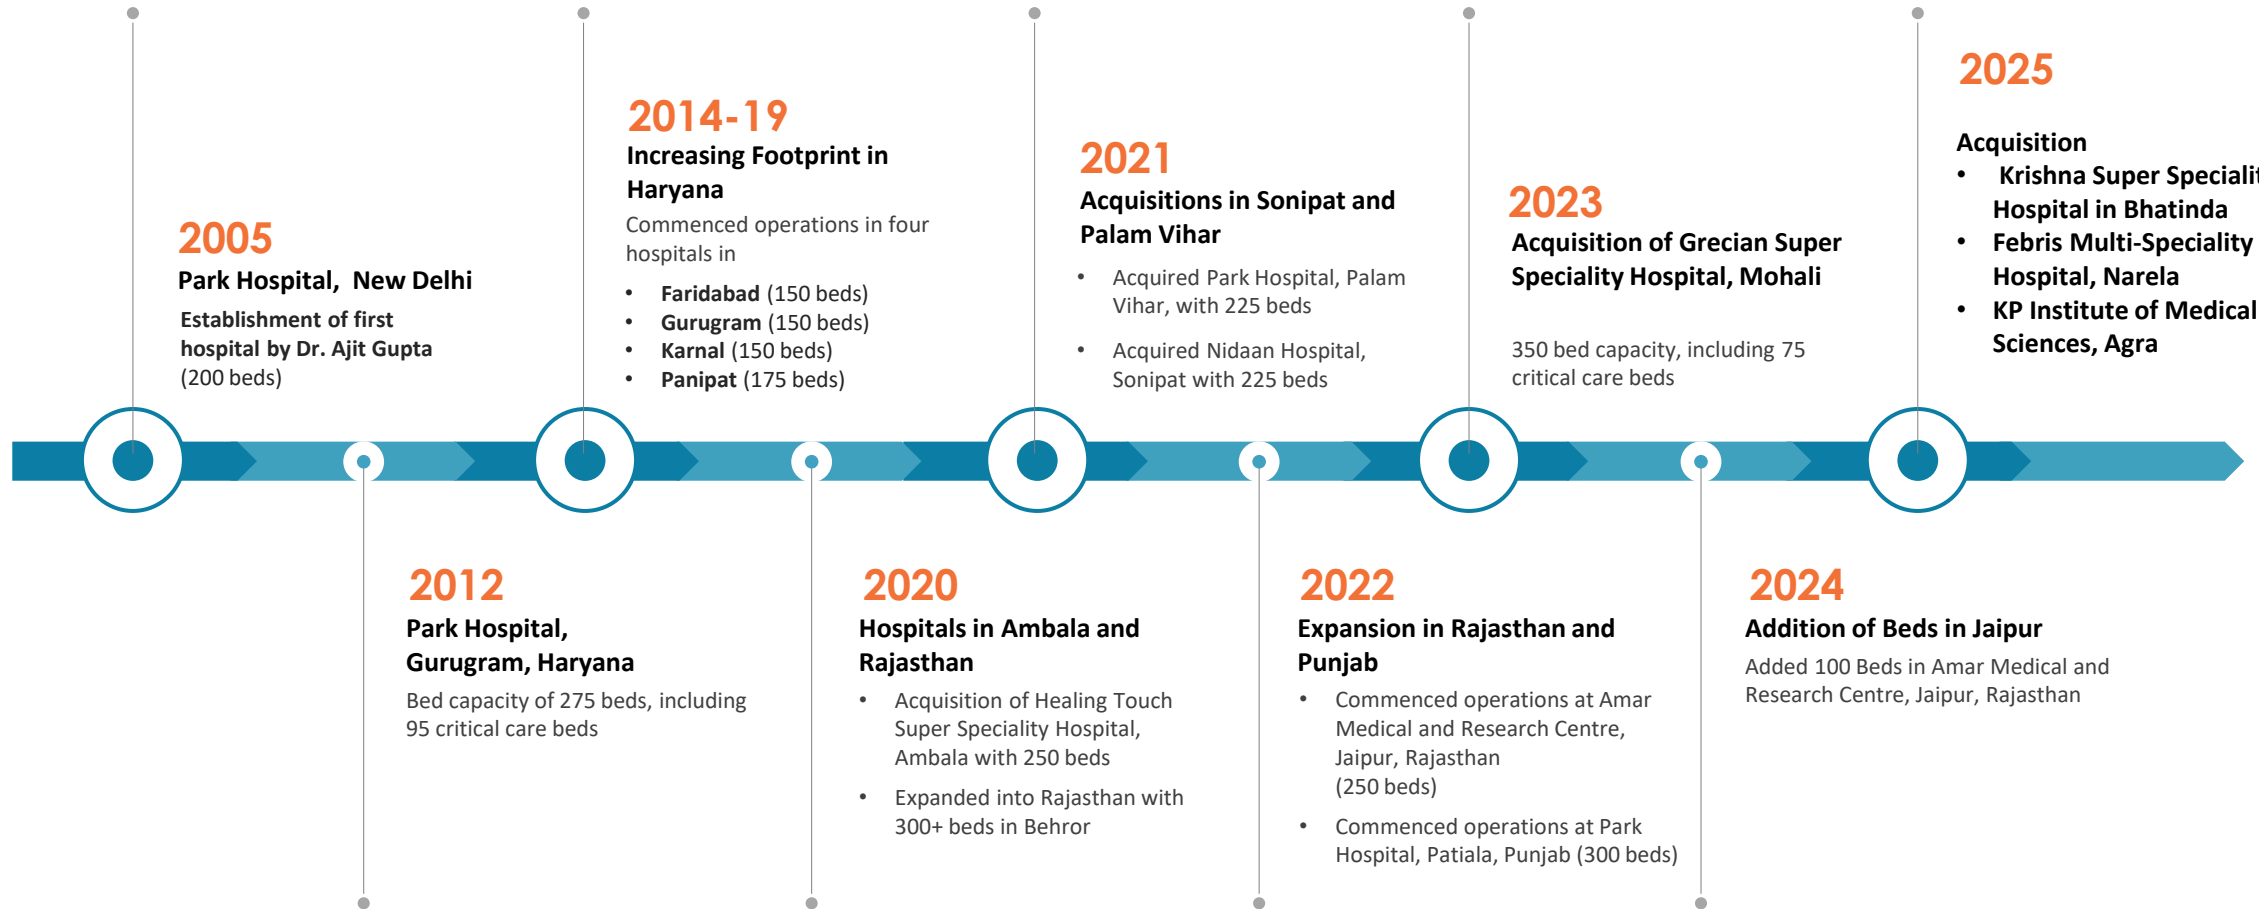 2005
Park Hospital, New Delhi
Establishment of first
hospital by Dr. Ajit Gupta
(200 beds)
2012
Park Hospital,
Gurugram, Haryana
Bed capacity of 275 beds, including
95 critical care beds
2014-19
Increasing Footprint in
Haryana
Commenced operations in four
hospitals in
• Faridabad (150 beds)
• Gurugram (150 beds)
• Karnal (150 beds)
• Panipat (175 beds)
2020
Hospitals in Ambala and
Rajasthan
• Acquisition of Healing Touch
Super Speciality Hospital,
Ambala with 250 beds
• Expanded into Rajasthan with
300+ beds in Behror
2021
Acquisitions in Sonipat and
Palam Vihar
• Acquired Park Hospital, Palam
Vihar, with 225 beds
• Acquired Nidaan Hospital,
Sonipat with 225 beds
2022
Expansion in Rajasthan and
Punjab
• Commenced operations at Amar
Medical and Research Centre,
Jaipur, Rajasthan
(250 beds)
• Commenced operations at Park
Hospital, Patiala, Punjab (300 beds)
2023
Acquisition of Grecian Super
Speciality Hospital, Mohali
350 bed capacity, including 75
critical care beds
2024
Addition of Beds in Jaipur
Added 100 Beds in Amar Medical and
Research Centre, Jaipur, Rajasthan
2025
Acquisition
• Krishna Super
Hospital in Bhatinda
• Febris Multi-Speciality
Hospital, Narela
• KP Institute of Medical
Sciences, Agra